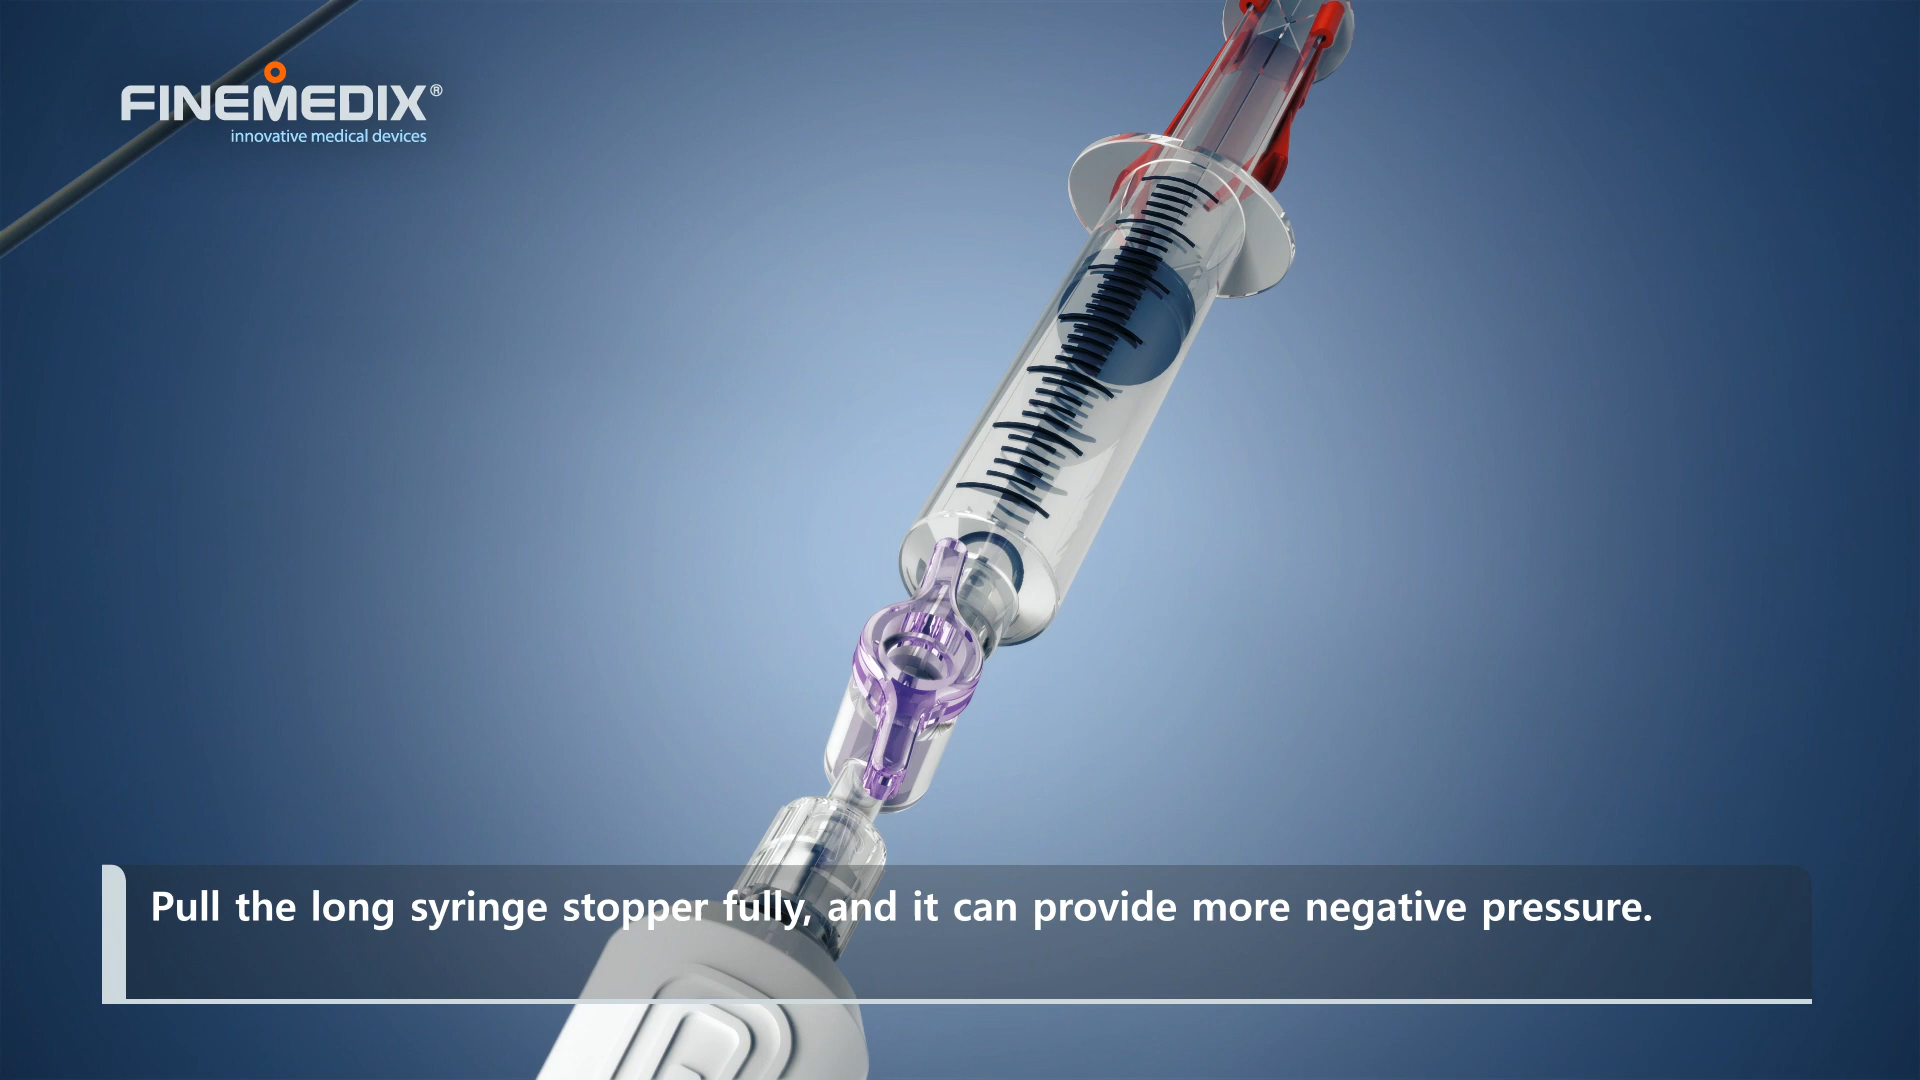 FINEMEDIX®
innovative medical devices
Pull the long syringe stopper fully, and it can provide more negative pressure.